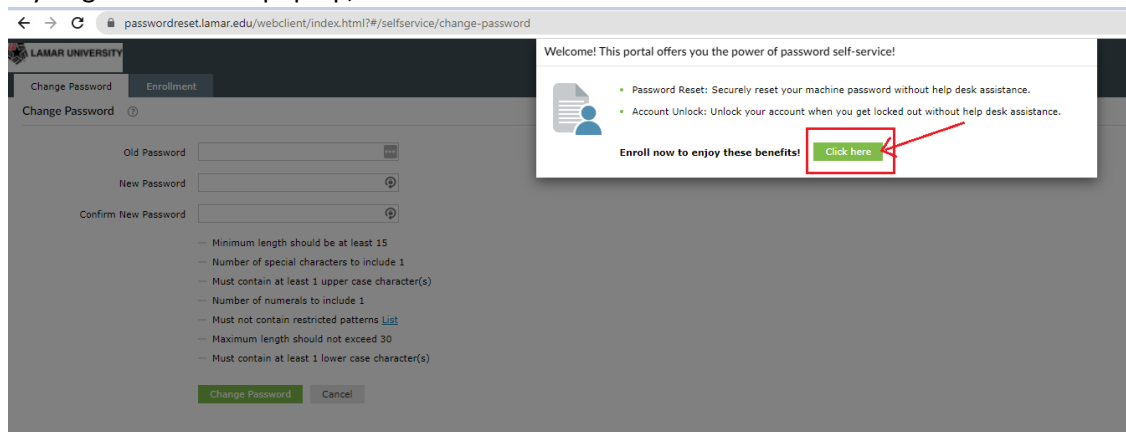 passwordreset.lamar.edu/webclient/index.html?#/selfservice/change-password
LAMAR UNIVERSITY
Welcome! This portal offers you the power of password self-service!
Change Password Enrollment
Password Reset: Securely reset your machine password without help desk assistance.
Change Password ?
Account Unlock: Unlock your account when you get locked out without help desk assistance.
Enroll now to enjoy these benefits! Click here
Old Password
New Password
Confirm New Password
Minimum length should be at least 15
Number of special characters to include 1
Must contain at least 1 upper case character(s)
Number of numerals to include 1
Must not contain restricted patterns List
Maximum length should not exceed 30
Must contain at least 1 lower case character(s)
Change Password Cancel